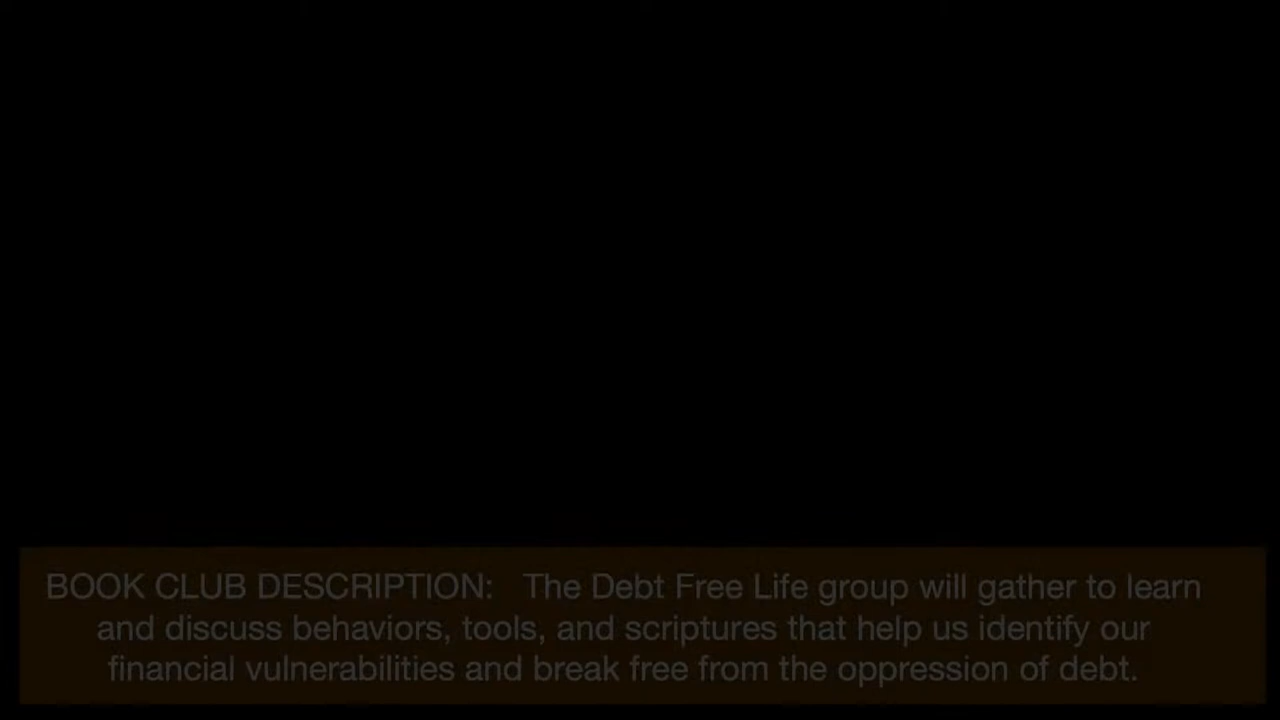 BOOK CLUB DESCRIPTION: The Debt Free Life group will gather to learn
and discuss behaviors, tools, and scriptures that help us identify our
financial vulnerabilities and break free from the oppression of debt.